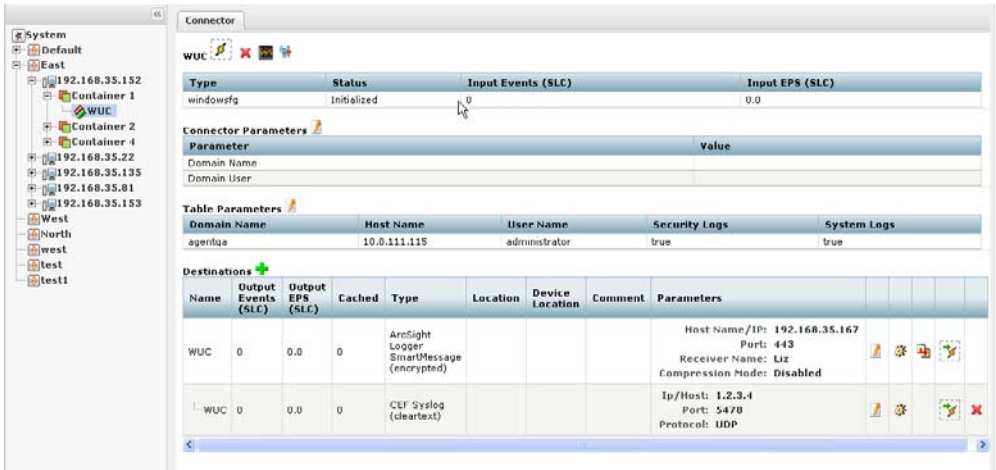 System
Default
East
192.168.35.152
Container 1
WUC
Container 2
Container 4
192.168.35.22
192.168.35.135
192.168.35.81
192.168.35.153
West
North
west
test
test1
Connector
WUC
Type Status Input Events (SLC) Input EPS (SLC)
windowsfg Initialized 0 0.0
Connector Parameters
Parameter Value
Domain Name
Domain User
Table Parameters
Domain Name Host Name User Name Security Logs System Logs
agentqa 10.0.111.115 administrator true true
Destinations
Name Output Events (SLC) Output EPS (SLC) Cached Type Location Device Location Comment Parameters
WUC 0 0.0 0 ArcSight Logger SmartMessage (encrypted)
Host Name/IP: 192.168.35.167
Port: 443
Receiver Name: Liz
Compression Mode: Disabled
WUC 0 0.0 0 CEF Syslog (cleartext)
Ip/Host: 1.2.3.4
Port: 5478
Protocol: UDP